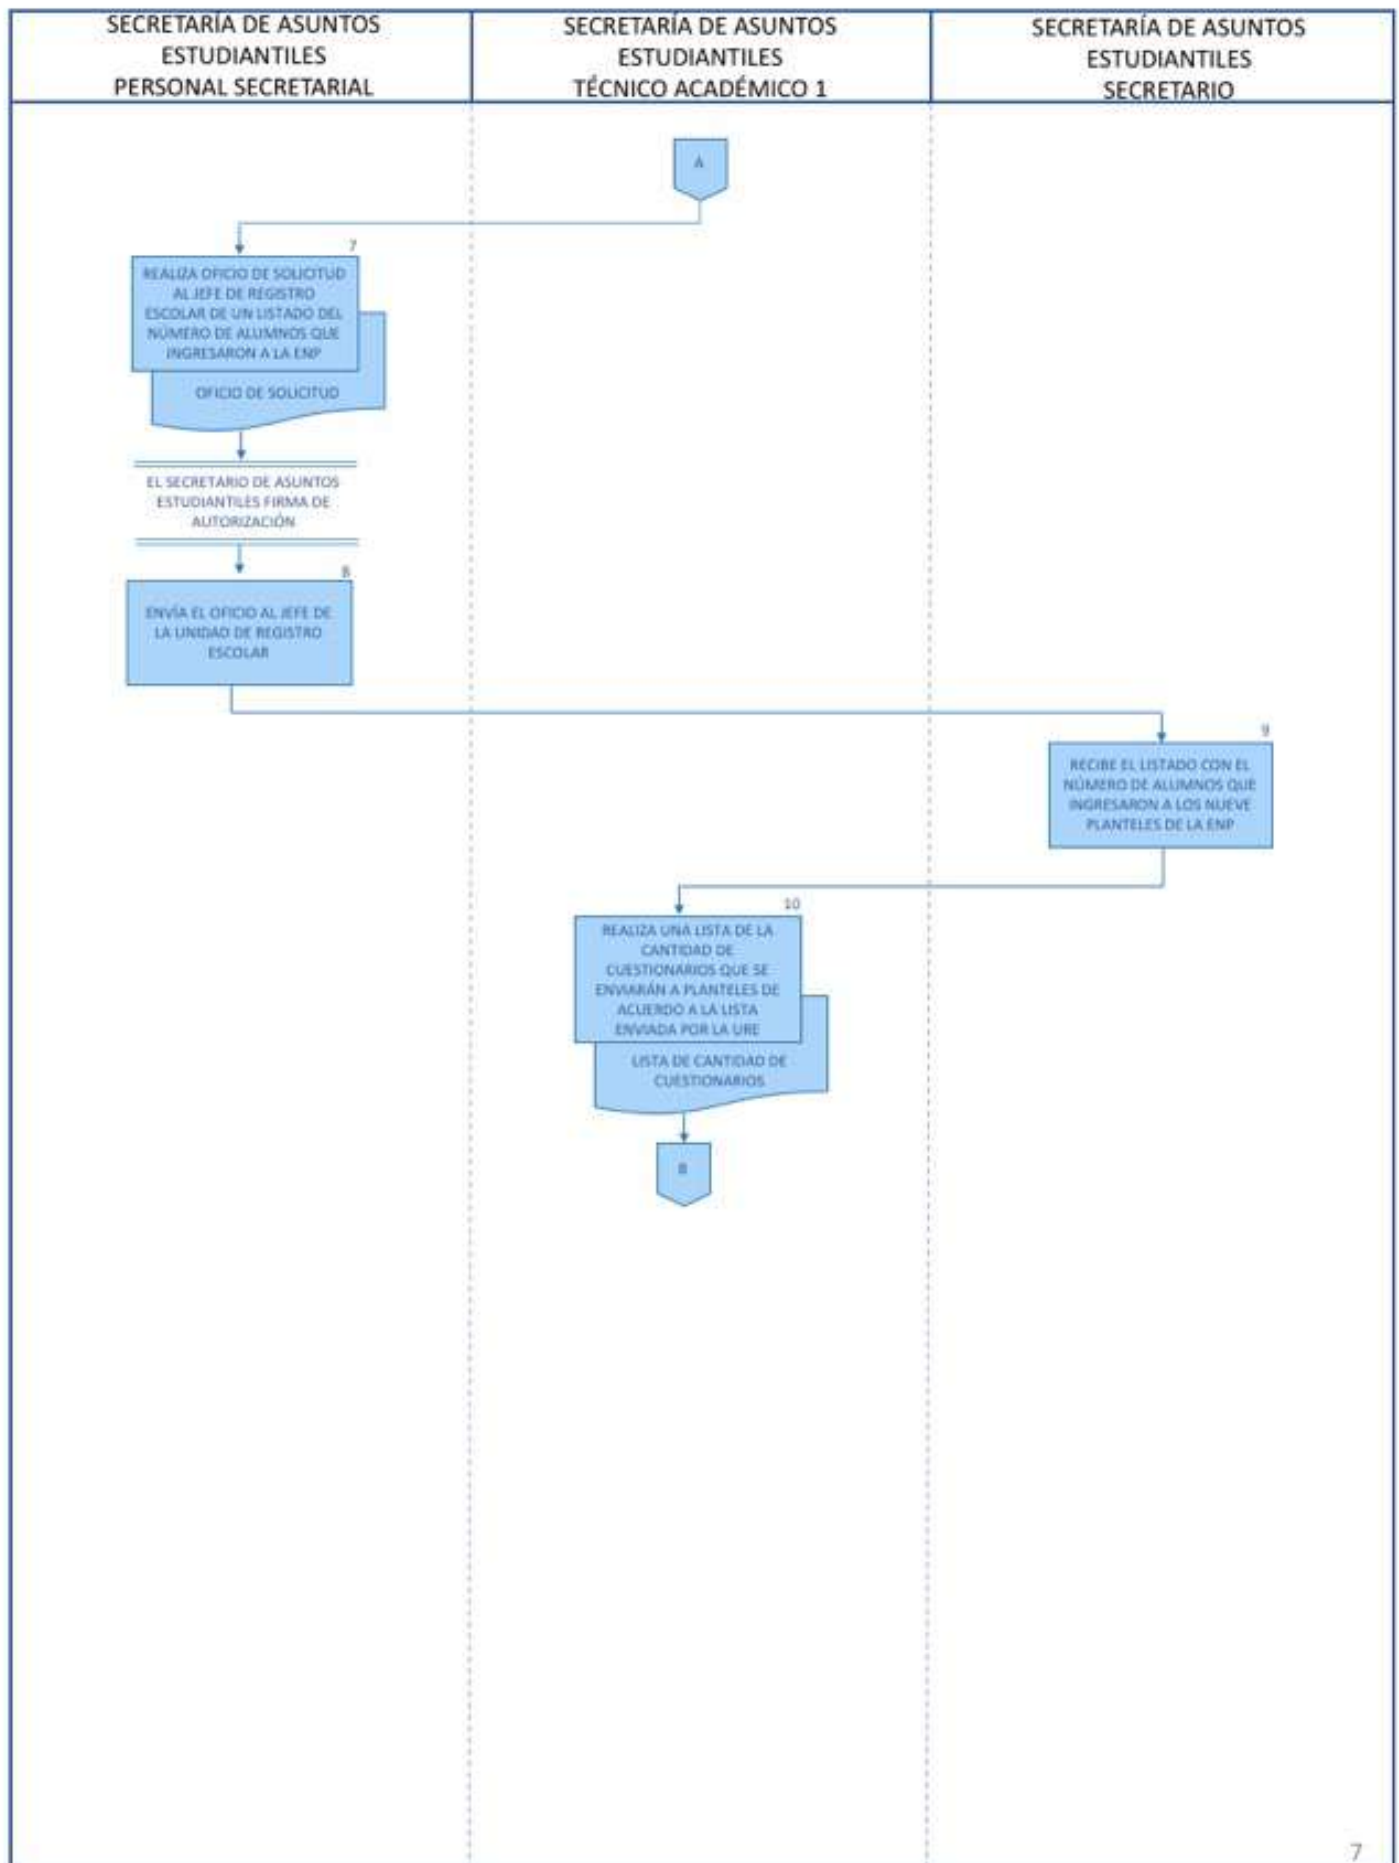 SECRETARÍA DE ASUNTOS
ESTUDIANTILES
PERSONAL SECRETARIAL
SECRETARÍA DE ASUNTOS
ESTUDIANTILES
TÉCNICO ACADÉMICO 1
SECRETARÍA DE ASUNTOS
ESTUDIANTILES
SECRETARIO
A
7
REALIZA OFICIO DE SOLICITUD
AL JEFE DE REGISTRO
ESCOLAR DE UN LISTADO DEL
NÚMERO DE ALUMNOS QUE
INGRESARON A LA ENP
OFICIO DE SOLICITUD
EL SECRETARIO DE ASUNTOS
ESTUDIANTILES FIRMA DE
AUTORIZACIÓN
8
ENVÍA EL OFICIO AL JEFE DE
LA UNIDAD DE REGISTRO
ESCOLAR
9
RECIBE EL LISTADO CON EL
NÚMERO DE ALUMNOS QUE
INGRESARON A LOS NUEVE
PLANTELES DE LA ENP
10
REALIZA UNA LISTA DE LA
CANTIDAD DE
CUESTIONARIOS QUE SE
ENVIARÁN A PLANTELES DE
ACUERDO A LA LISTA
ENVIADA POR LA URE
LISTA DE CANTIDAD DE
CUESTIONARIOS
B
7